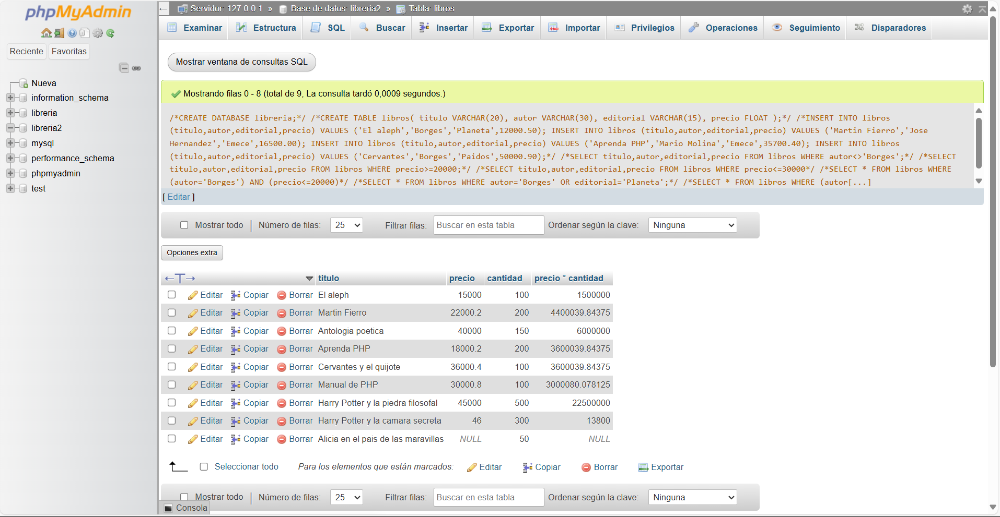 phpMyAdmin
Reciente Favoritas
Nueva
information_schema
libreria
libreria2
mysql
performance_schema
phpmyadmin
test
← Servidor: 127.0.0.1 » Base de datos: libreria2 » Tabla: libros
Examinar Estructura SQL Buscar Insertar Exportar Importar Privilegios Operaciones Seguimiento Disparadores
Mostrar ventana de consultas SQL
Mostrando filas 0 - 8 (total de 9, La consulta tardó 0,0009 segundos.)
/*CREATE DATABASE libreria;*/ /*CREATE TABLE libros( titulo VARCHAR(20), autor VARCHAR(30), editorial VARCHAR(15), precio FLOAT );*/ /*INSERT INTO libros
(titulo,autor,editorial,precio) VALUES ('El aleph','Borges','Planeta',12000.50); INSERT INTO libros (titulo,autor,editorial,precio) VALUES ('Martin Fierro','Jose
Hernandez','Emece',16500.00); INSERT INTO libros (titulo,autor,editorial,precio) VALUES ('Aprenda PHP','Mario Molina','Emece',35700.40); INSERT INTO libros
(titulo,autor,editorial,precio) VALUES ('Cervantes','Borges','Paidos',50000.90);*/ /*SELECT titulo,autor,editorial,precio FROM libros WHERE autor<>'Borges';*/ /*SELECT
titulo,autor,editorial,precio FROM libros WHERE precio>=20000;*/ /*SELECT titulo,autor,editorial,precio FROM libros WHERE precio<=30000*/ /*SELECT * FROM libros WHERE
(autor='Borges') AND (precio<=20000)*/ /*SELECT * FROM libros WHERE autor='Borges' OR editorial='Planeta';*/ /*SELECT * FROM libros WHERE (autor[...]
[ Editar ]
Mostrar todo | Número de filas: 25 Filtrar filas: Buscar en esta tabla Ordenar según la clave: Ninguna
Opciones extra
←T→ titulo precio cantidad precio * cantidad
Editar Copiar Borrar El aleph 15000 100 1500000
Editar Copiar Borrar Martin Fierro 22000.2 200 4400039.84375
Editar Copiar Borrar Antologia poetica 40000 150 6000000
Editar Copiar Borrar Aprenda PHP 18000.2 200 3600039.84375
Editar Copiar Borrar Cervantes y el quijote 36000.4 100 3600039.84375
Editar Copiar Borrar Manual de PHP 30000.8 100 3000080.078125
Editar Copiar Borrar Harry Potter y la piedra filosofal 45000 500 22500000
Editar Copiar Borrar Harry Potter y la camara secreta 46 300 13800
Editar Copiar Borrar Alicia en el pais de las maravillas NULL 50 NULL
Seleccionar todo Para los elementos que están marcados: Editar Copiar Borrar Exportar
Mostrar todo | Número de filas: 25 Filtrar filas: Buscar en esta tabla Ordenar según la clave: Ninguna
Consola